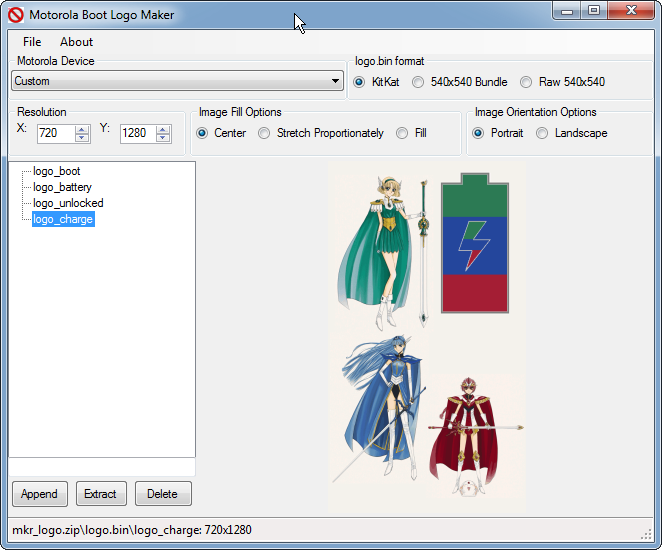 Motorola Boot Logo Maker
File About
Motorola Device logo.bin format
Custom KitKat 540x540 Bundle Raw 540x540
Resolution Image Fill Options Image Orientation Options
X: 720 Y: 1280 Center Stretch Proportionately Fill Portrait Landscape
logo_boot
logo_battery
logo_unlocked
logo_charge
Append Extract Delete
mkr_logo.zip\logo.bin\logo_charge: 720x1280